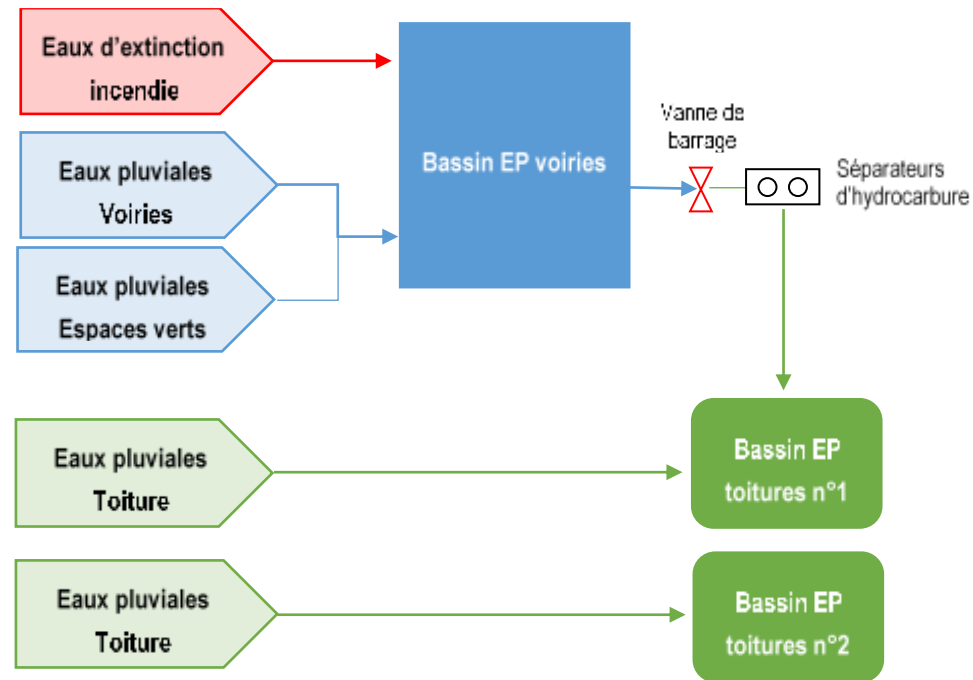 Eaux d'extinction
incendie
Eaux pluviales
Voiries
Eaux pluviales
Espaces verts
Bassin EP voiries
Vanne de
barrage
Séparateurs
d'hydrocarbure
Eaux pluviales
Toiture
Bassin EP
toitures n°1
Eaux pluviales
Toiture
Bassin EP
toitures n°2